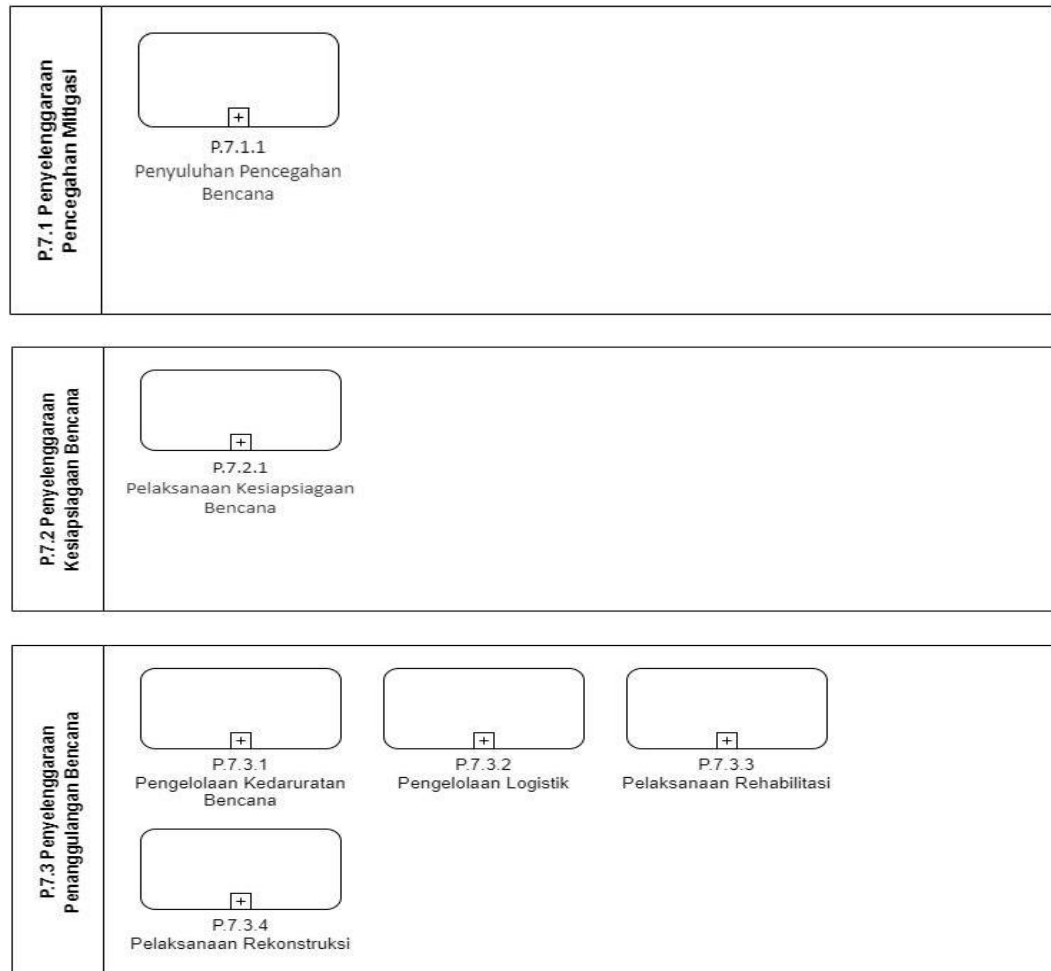 P.7.1 Penyelenggaraan
Pencegahan Mitigasi
+
P.7.1.1
Penyuluhan Pencegahan
Bencana
P.7.2 Penyelenggaraan
Kesiapsiagaan Bencana
+
P.7.2.1
Pelaksanaan Kesiapsiagaan
Bencana
P.7.3 Penyelenggaraan
Penanggulangan Bencana
+
P.7.3.1
Pengelolaan Kedaruratan
Bencana
+
P.7.3.2
Pengelolaan Logistik
+
P.7.3.3
Pelaksanaan Rehabilitasi
+
P.7.3.4
Pelaksanaan Rekonstruksi